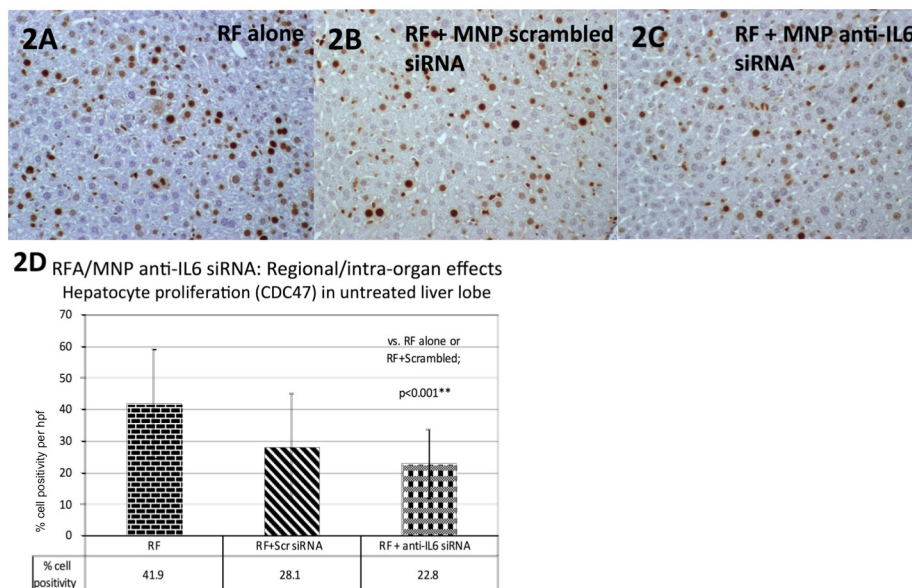 2A
RF alone
2B
RF + MNP scrambled
siRNA
2C
RF + MNP anti-IL6
siRNA
2D
RFA/MNP anti-IL6 siRNA: Regional/intra-organ effects
Hepatocyte proliferation (CDC47) in untreated liver lobe
vs. RF alone or
RF+Scrambled;
p<0.001**
% cell positivity per hpf
70
60
50
40
30
20
10
0
RF
RF+Scr siRNA
RF + anti-IL6 siRNA
% cell
positivity
41.9
28.1
22.8